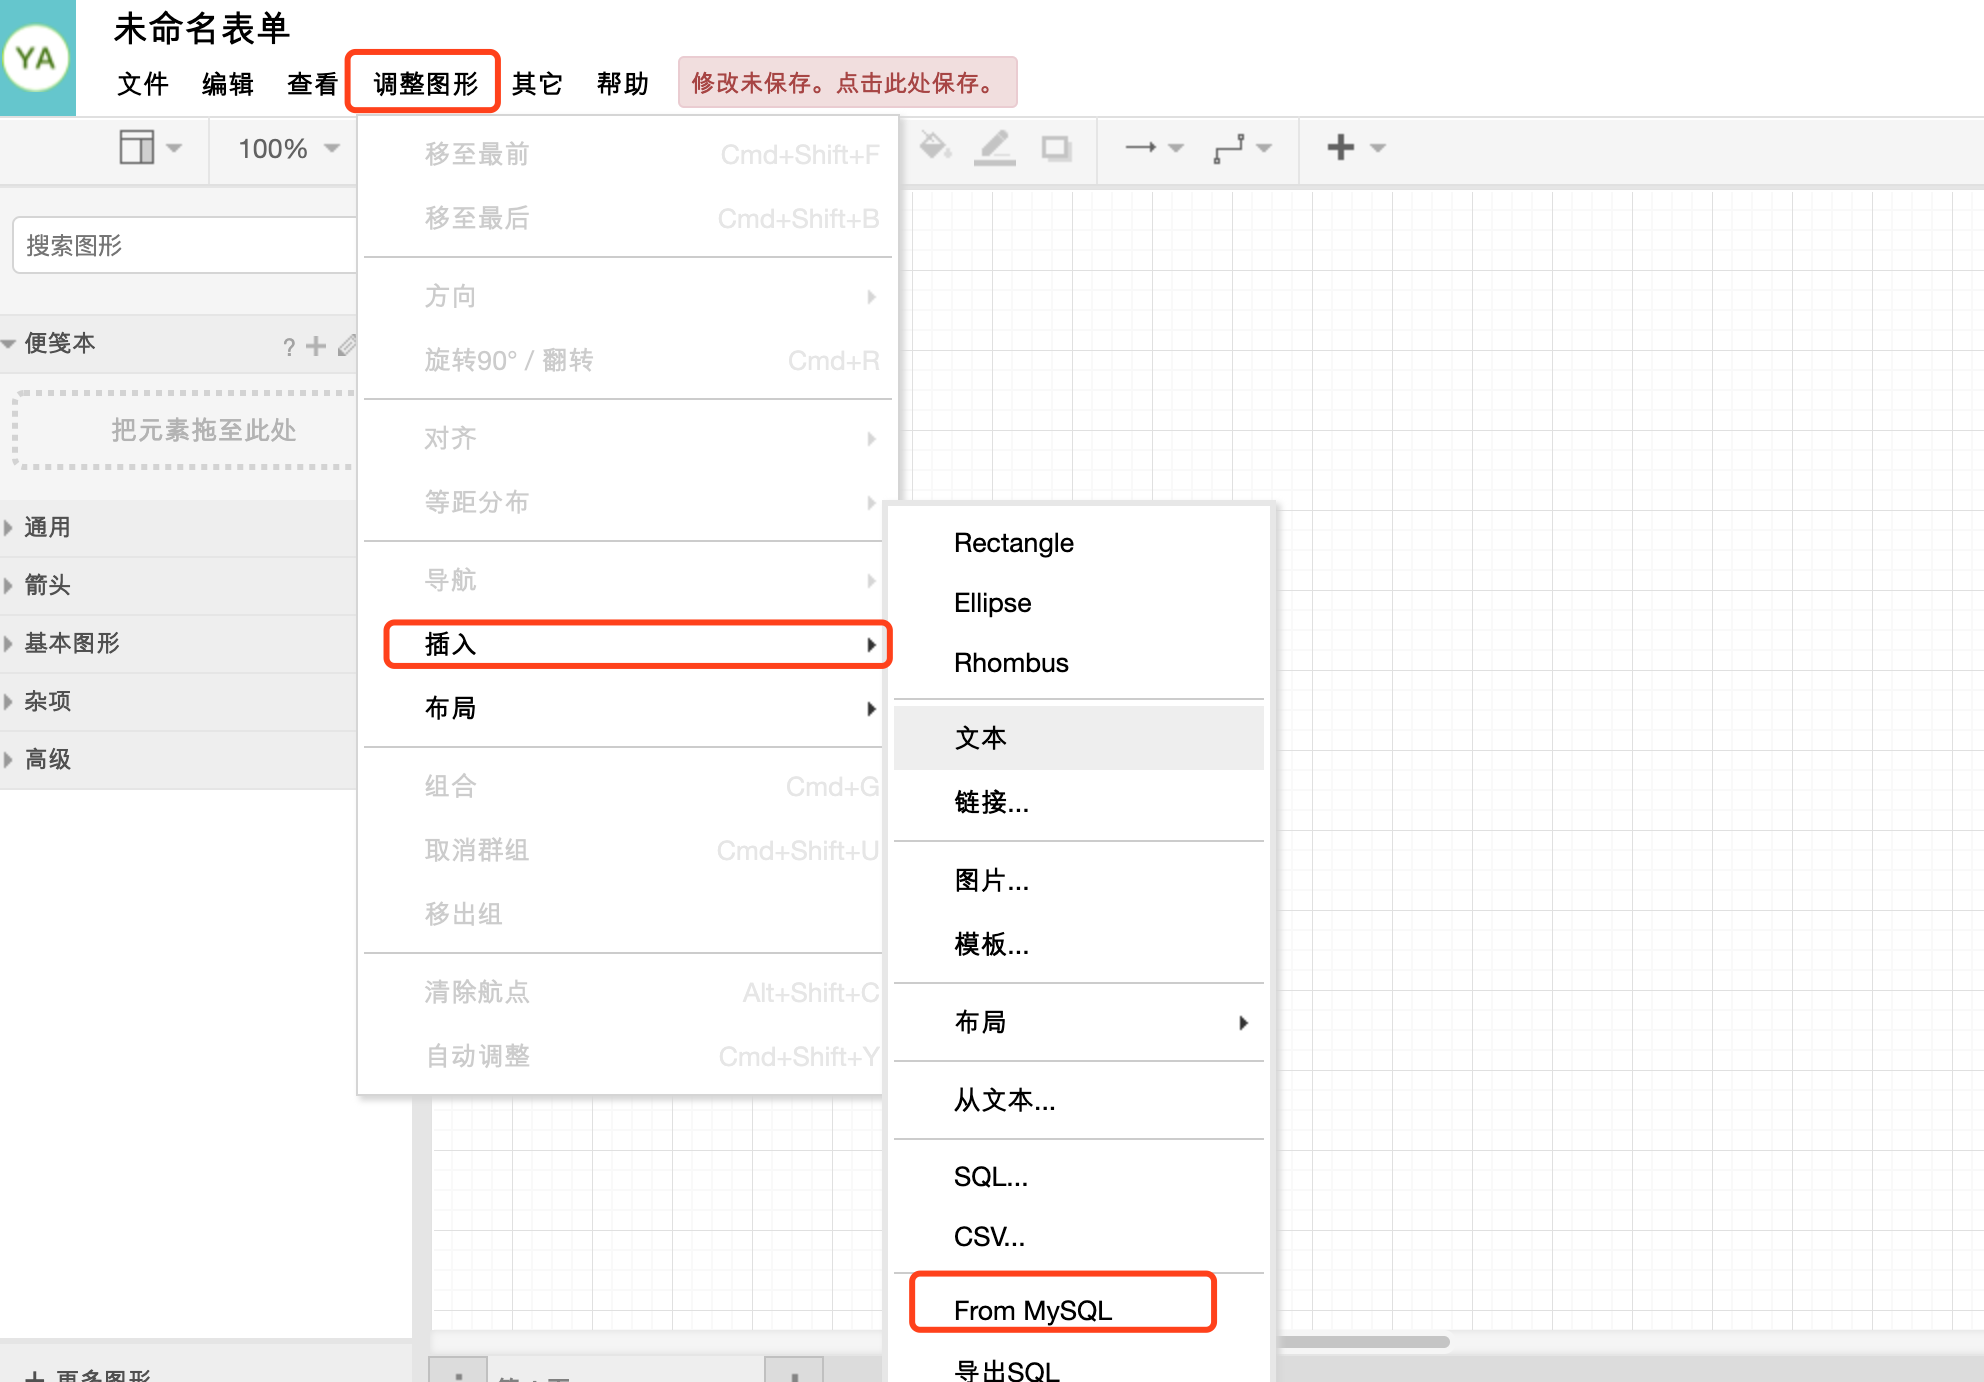 YA
未命名表单
文件 编辑 查看 调整图形 其它 帮助 修改未保存。点击此处保存。
100%
搜索图形
便笺本 ?
把元素拖至此处
通用
箭头
基本图形
杂项
高级
更多图形
移至最前 Cmd+Shift+F
移至最后 Cmd+Shift+B
方向
旋转90° / 翻转 Cmd+R
对齐
等距分布
导航
插入
布局
组合 Cmd+G
取消群组 Cmd+Shift+U
移出组
清除航点 Alt+Shift+C
自动调整 Cmd+Shift+Y
Rectangle
Ellipse
Rhombus
文本
链接...
图片...
模板...
布局
从文本...
SQL...
CSV...
From MySQL
导出SQL